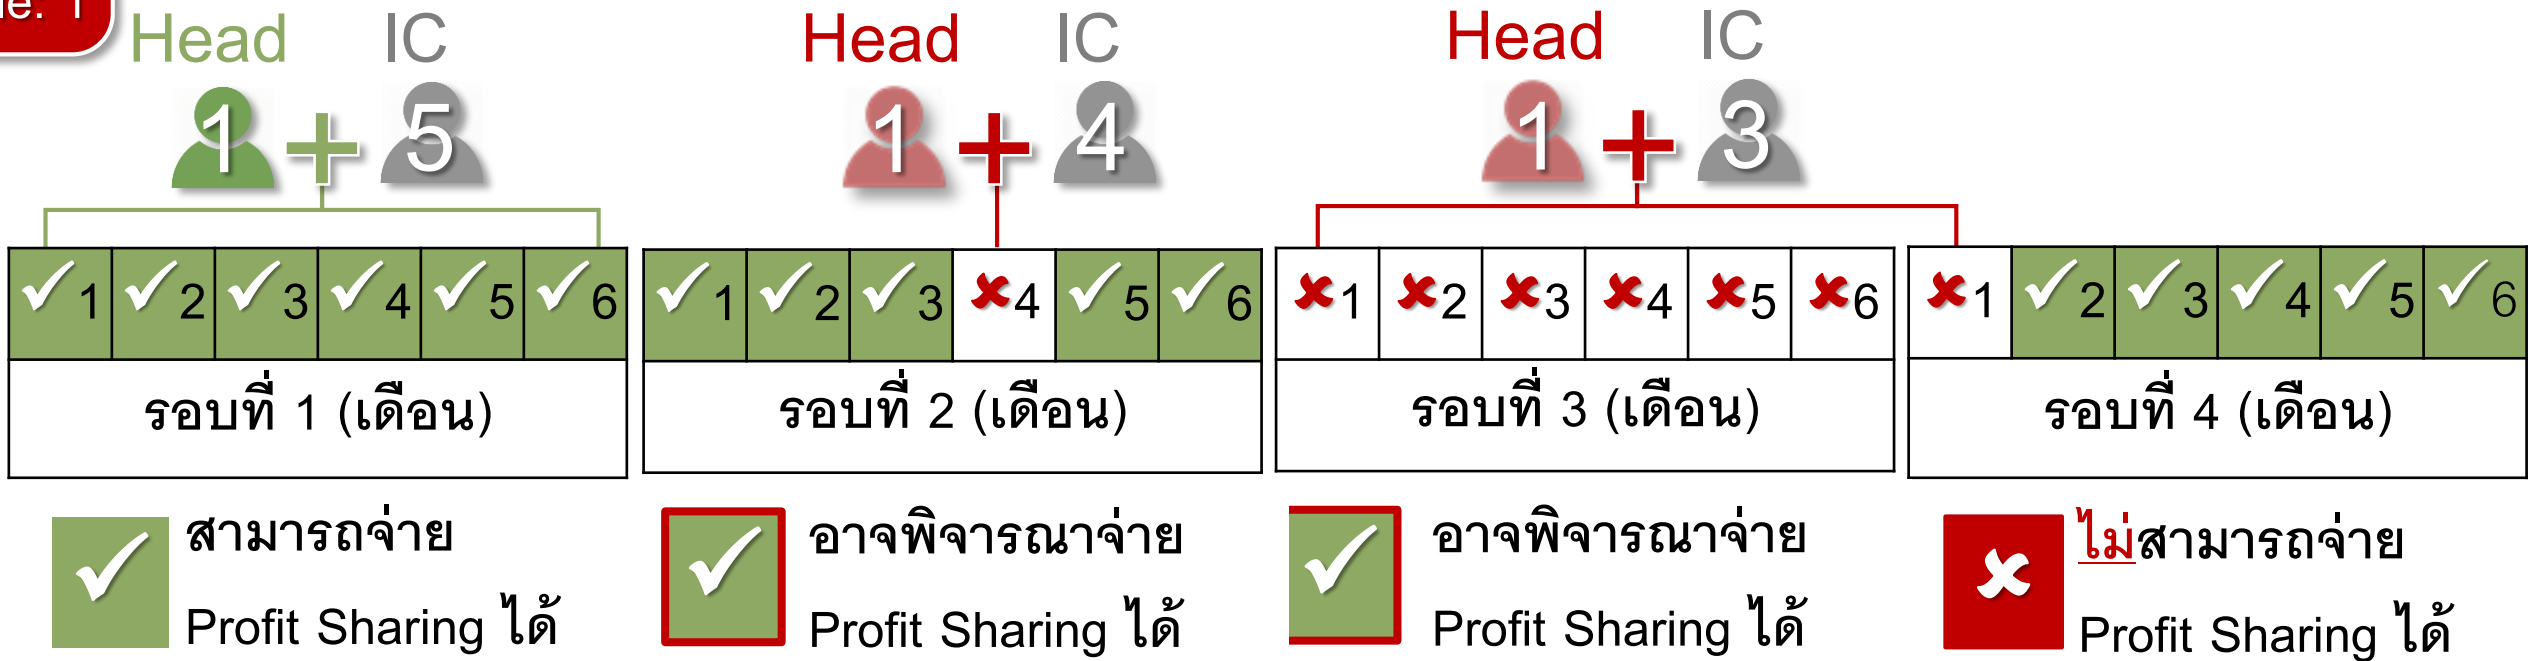 le: 1
Head IC Head IC Head IC
1 + 5 1 + 4 1 + 3
1 2 3 4 5 6 1 2 3 4 5 6 1 2 3 4 5 6 1 2 3 4 5 6
รอบที่ 1 (เดือน) รอบที่ 2 (เดือน) รอบที่ 3 (เดือน) รอบที่ 4 (เดือน)
สามารถจ่าย
Profit Sharing ได้
อาจพิจารณาจ่าย
Profit Sharing ได้
อาจพิจารณาจ่าย
Profit Sharing ได้
ไม่สามารถจ่าย
Profit Sharing ได้